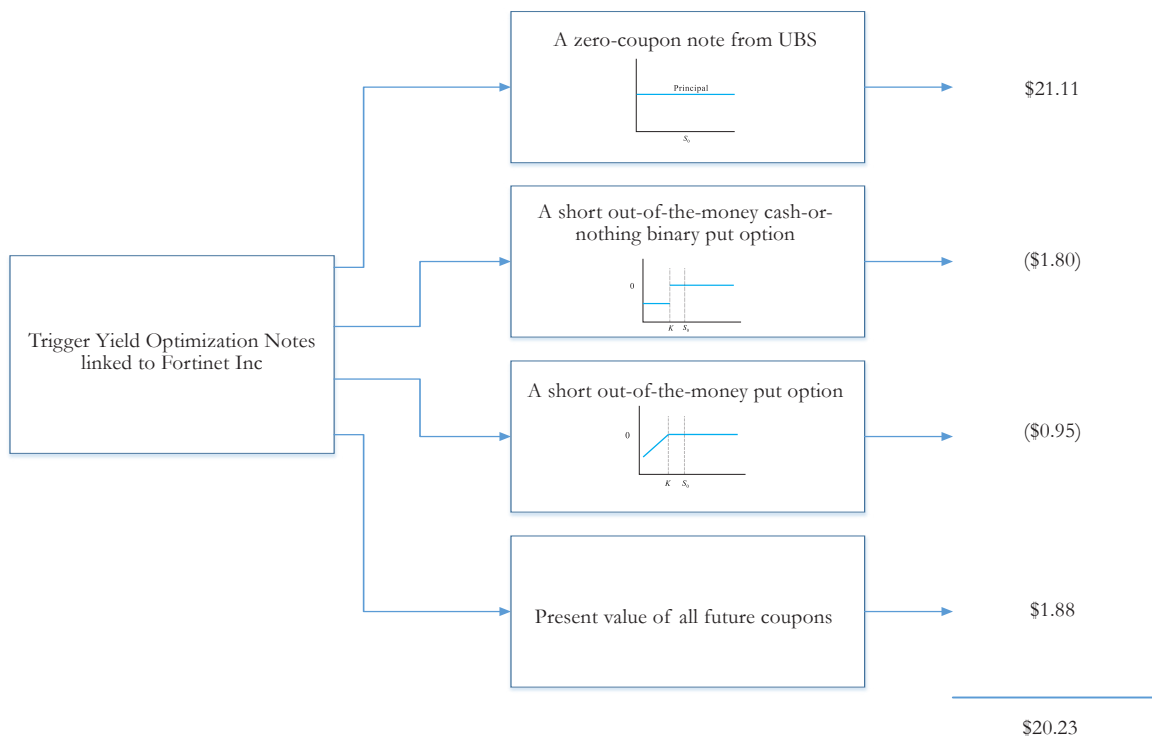 Trigger Yield Optimization Notes
linked to Fortinet Inc
A zero-coupon note from UBS
Principal
S₀
$21.11
A short out-of-the-money cash-or-
nothing binary put option
0
K S₀
($1.80)
A short out-of-the-money put option
0
K S₀
($0.95)
Present value of all future coupons
$1.88
$20.23